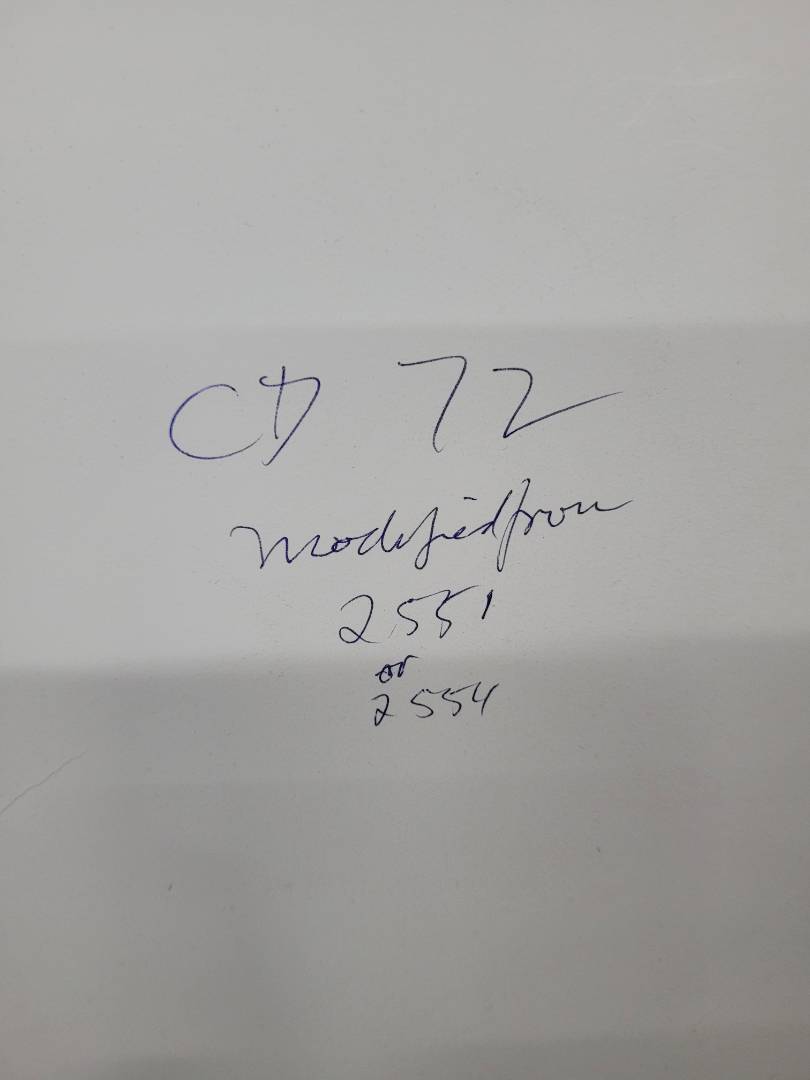 CD 72
modified from
2551
or
2554